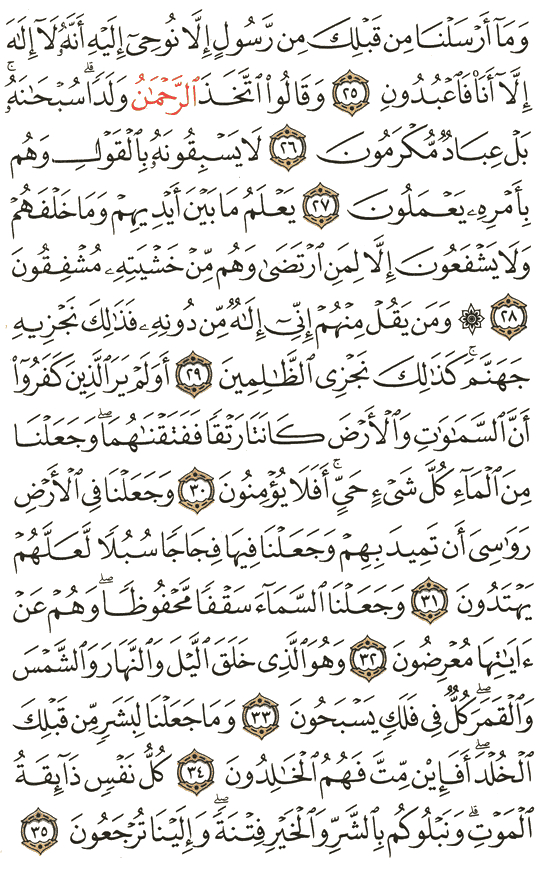 وَمَآ أَرْسَلْنَا مِن قَبْلِكَ مِن رَّسُولٍ إِلَّا نُوحِىٓ إِلَيْهِ أَنَّهُۥ لَآ إِلَٰهَ
إِلَّآ أَنَا۠ فَٱعْبُدُونِ ٢٥ وَقَالُوا۟ ٱتَّخَذَ ٱلرَّحْمَٰنُ وَلَدًا ۗ سُبْحَٰنَهُۥ ۚ
بَلْ عِبَادٌ مُّكْرَمُونَ ٢٦ لَا يَسْبِقُونَهُۥ بِٱلْقَوْلِ وَهُم
بِأَمْرِهِۦ يَعْمَلُونَ ٢٧ يَعْلَمُ مَا بَيْنَ أَيْدِيهِمْ وَمَا خَلْفَهُمْ
وَلَا يَشْفَعُونَ إِلَّا لِمَنِ ٱرْتَضَىٰ وَهُم مِّنْ خَشْيَتِهِۦ مُشْفِقُونَ
٢٨ ۞ وَمَن يَقُلْ مِنْهُمْ إِنِّىٓ إِلَٰهٌ مِّن دُونِهِۦ فَذَٰلِكَ نَجْزِيهِ
جَهَنَّمَ ۚ كَذَٰلِكَ نَجْزِى ٱلظَّٰلِمِينَ ٢٩ أَوَلَمْ يَرَ ٱلَّذِينَ كَفَرُوٓا۟
أَنَّ ٱلسَّمَٰوَٰتِ وَٱلْأَرْضَ كَانَتَا رَتْقًا فَفَتَقْنَٰهُمَا ۖ وَجَعَلْنَا
مِنَ ٱلْمَآءِ كُلَّ شَىْءٍ حَىٍّ ۚ أَفَلَا يُؤْمِنُونَ ٣٠ وَجَعَلْنَا فِى ٱلْأَرْضِ
رَوَٰسِىَ أَن تَمِيدَ بِهِمْ وَجَعَلْنَا فِيهَا فِجَاجًا سُبُلًا لَّعَلَّهُمْ
يَهْتَدُونَ ٣١ وَجَعَلْنَا ٱلسَّمَآءَ سَقْفًا مَّحْفُوظًا ۖ وَهُمْ عَنْ
ءَايَٰتِهَا مُعْرِضُونَ ٣٢ وَهُوَ ٱلَّذِى خَلَقَ ٱلَّيْلَ وَٱلنَّهَارَ وَٱلشَّمْسَ
وَٱلْقَمَرَ ۖ كُلٌّ فِى فَلَكٍ يَسْبَحُونَ ٣٣ وَمَا جَعَلْنَا لِبَشَرٍ مِّن قَبْلِكَ
ٱلْخُلْدَ ۖ أَفَإِي۟ن مِّتَّ فَهُمُ ٱلْخَٰلِدُونَ ٣٤ كُلُّ نَفْسٍ ذَآئِقَةُ
ٱلْمَوْتِ ۗ وَنَبْلُوكُم بِٱلشَّرِّ وَٱلْخَيْرِ فِتْنَةً ۖ وَإِلَيْنَا تُرْجَعُونَ ٣٥